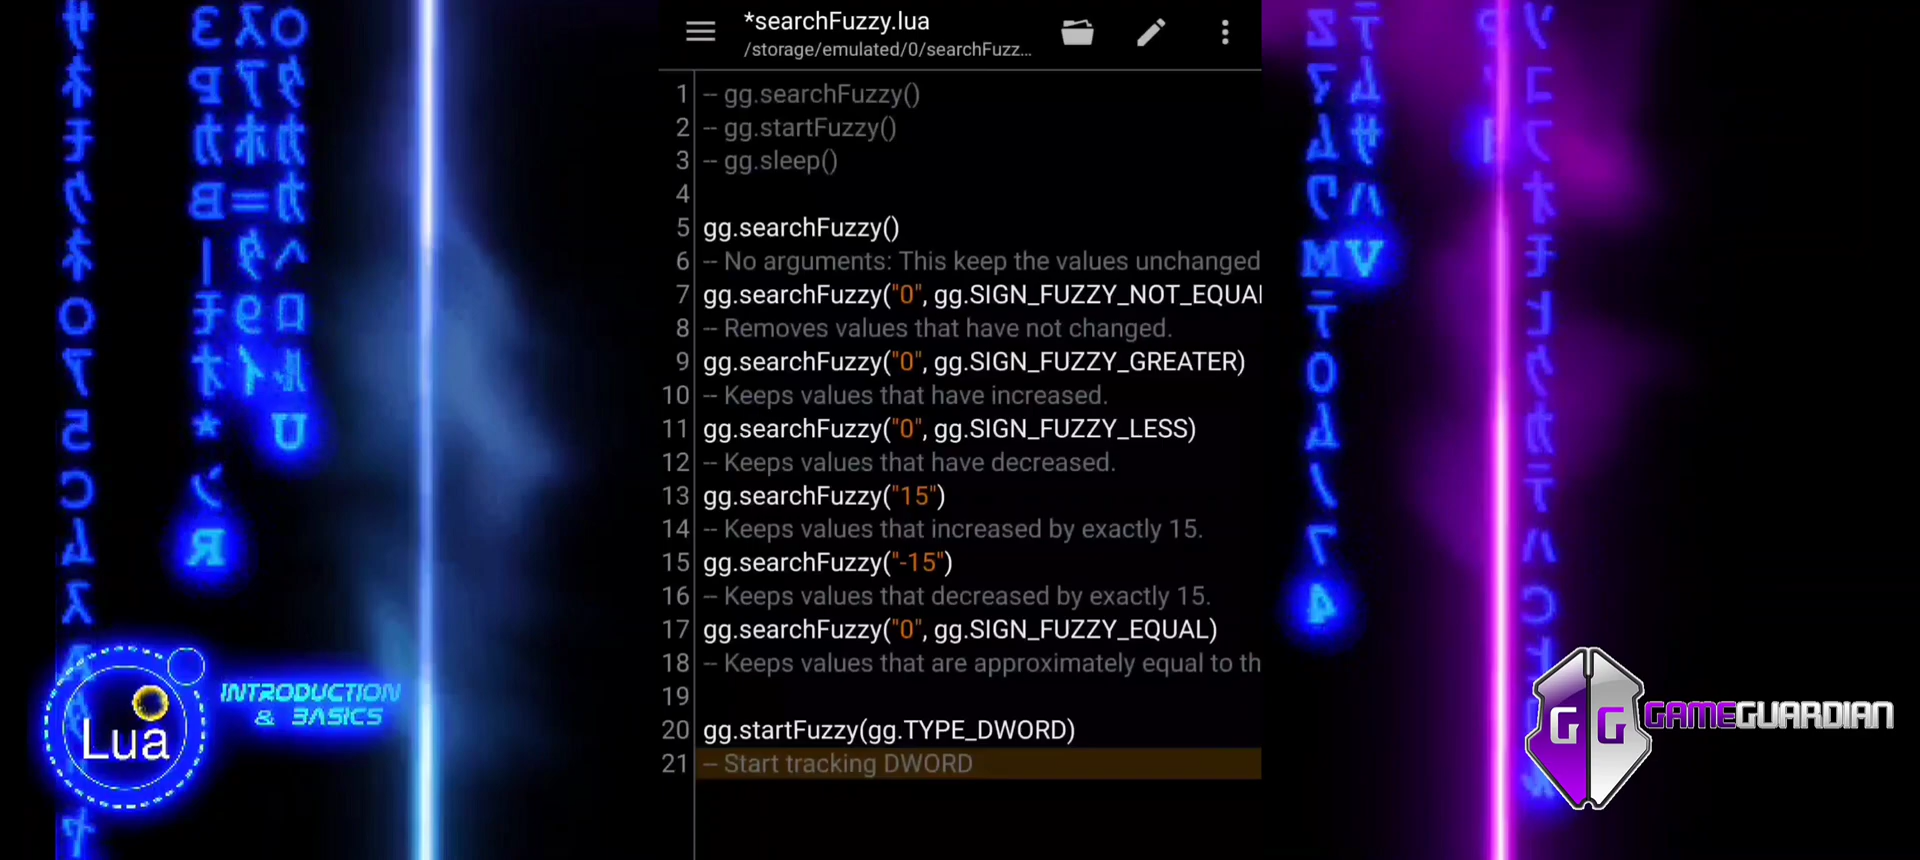 *searchFuzzy.lua
/storage/emulated/0/searchFuzz...
1 -- gg.searchFuzzy()
2 -- gg.startFuzzy()
3 -- gg.sleep()
4
5 gg.searchFuzzy()
6 -- No arguments: This keep the values unchanged
7 gg.searchFuzzy("0", gg.SIGN_FUZZY_NOT_EQUA
8 -- Removes values that have not changed.
9 gg.searchFuzzy("0", gg.SIGN_FUZZY_GREATER)
10 -- Keeps values that have increased.
11 gg.searchFuzzy("0", gg.SIGN_FUZZY_LESS)
12 -- Keeps values that have decreased.
13 gg.searchFuzzy("15")
14 -- Keeps values that increased by exactly 15.
15 gg.searchFuzzy("-15")
16 -- Keeps values that decreased by exactly 15.
17 gg.searchFuzzy("0", gg.SIGN_FUZZY_EQUAL)
18 -- Keeps values that are approximately equal to th
19
20 gg.startFuzzy(gg.TYPE_DWORD)
21 -- Start tracking DWORD
Lua
INTRODUCTION
& BASICS
GG
GAMEGUARDIAN